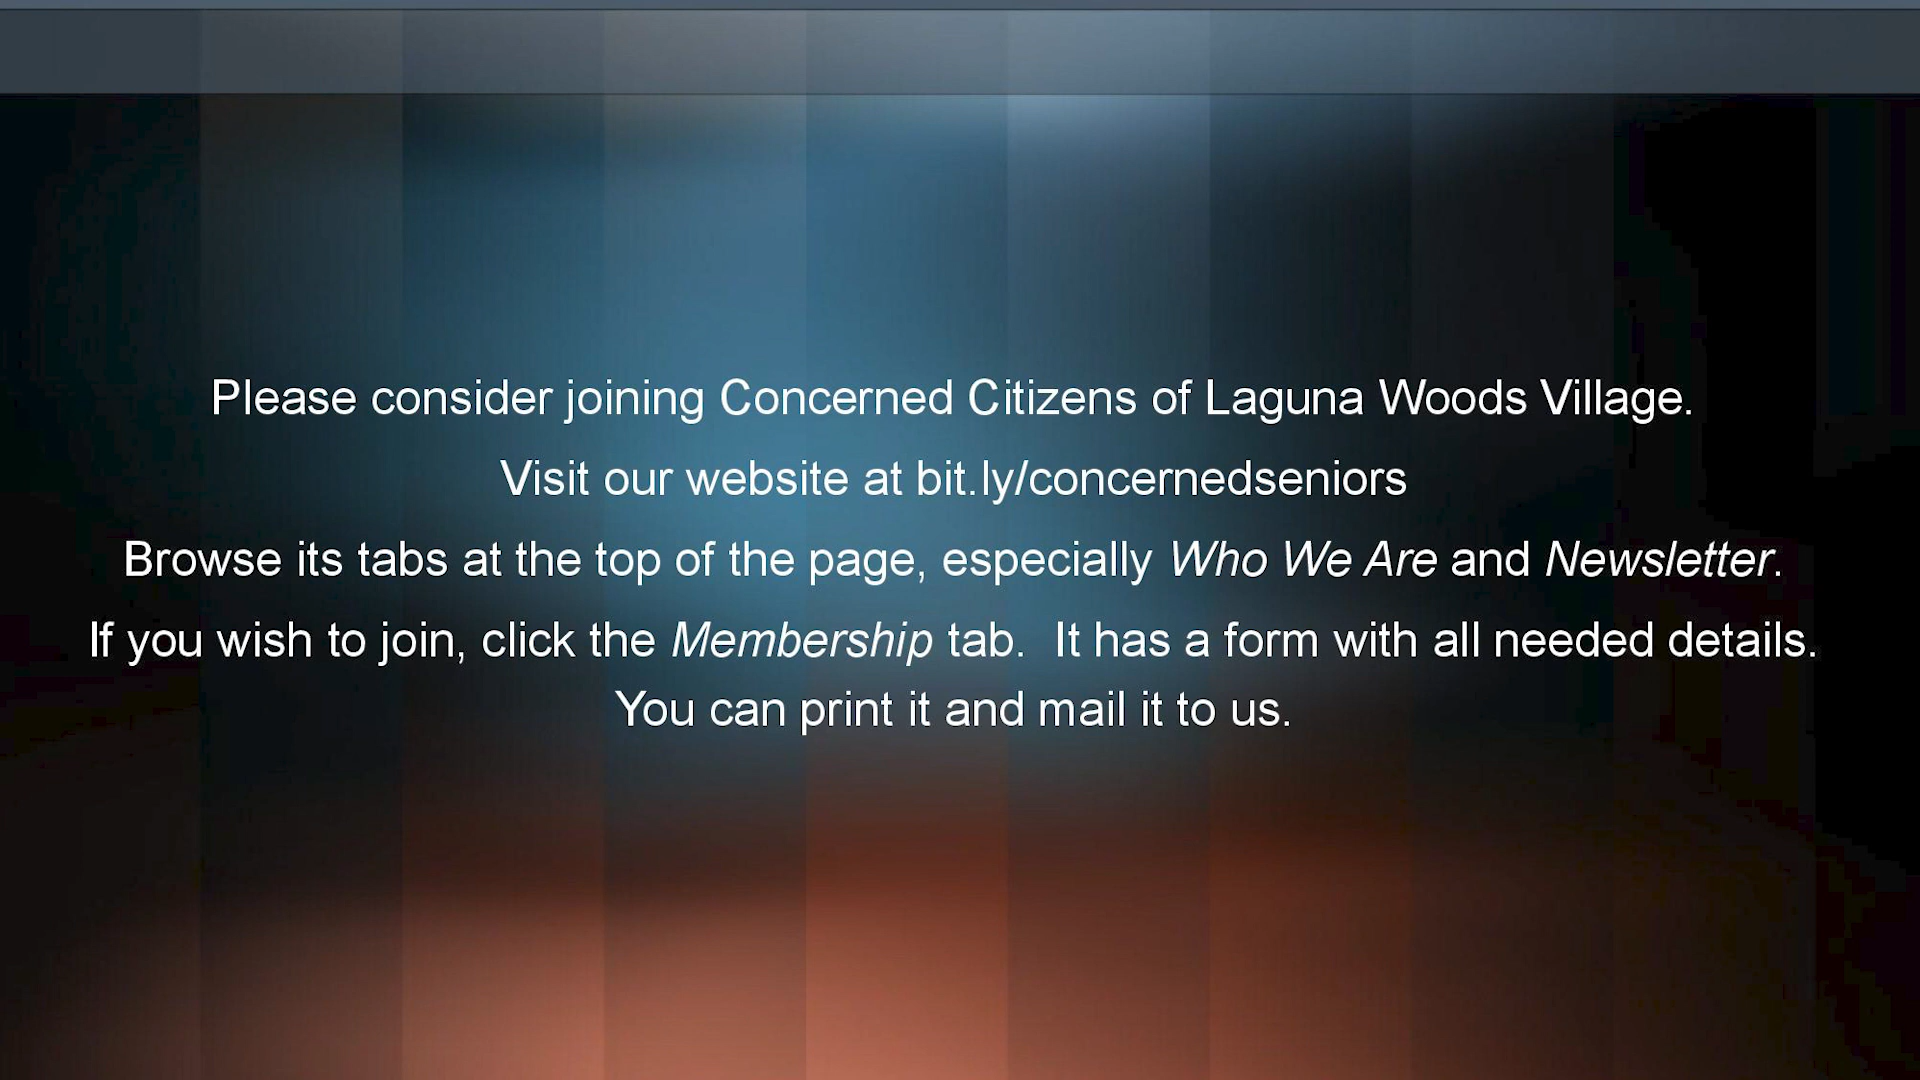 Please consider joining Concerned Citizens of Laguna Woods Village.
Visit our website at bit.ly/concernedseniors
Browse its tabs at the top of the page, especially Who We Are and Newsletter.
If you wish to join, click the Membership tab.  It has a form with all needed details.
You can print it and mail it to us.